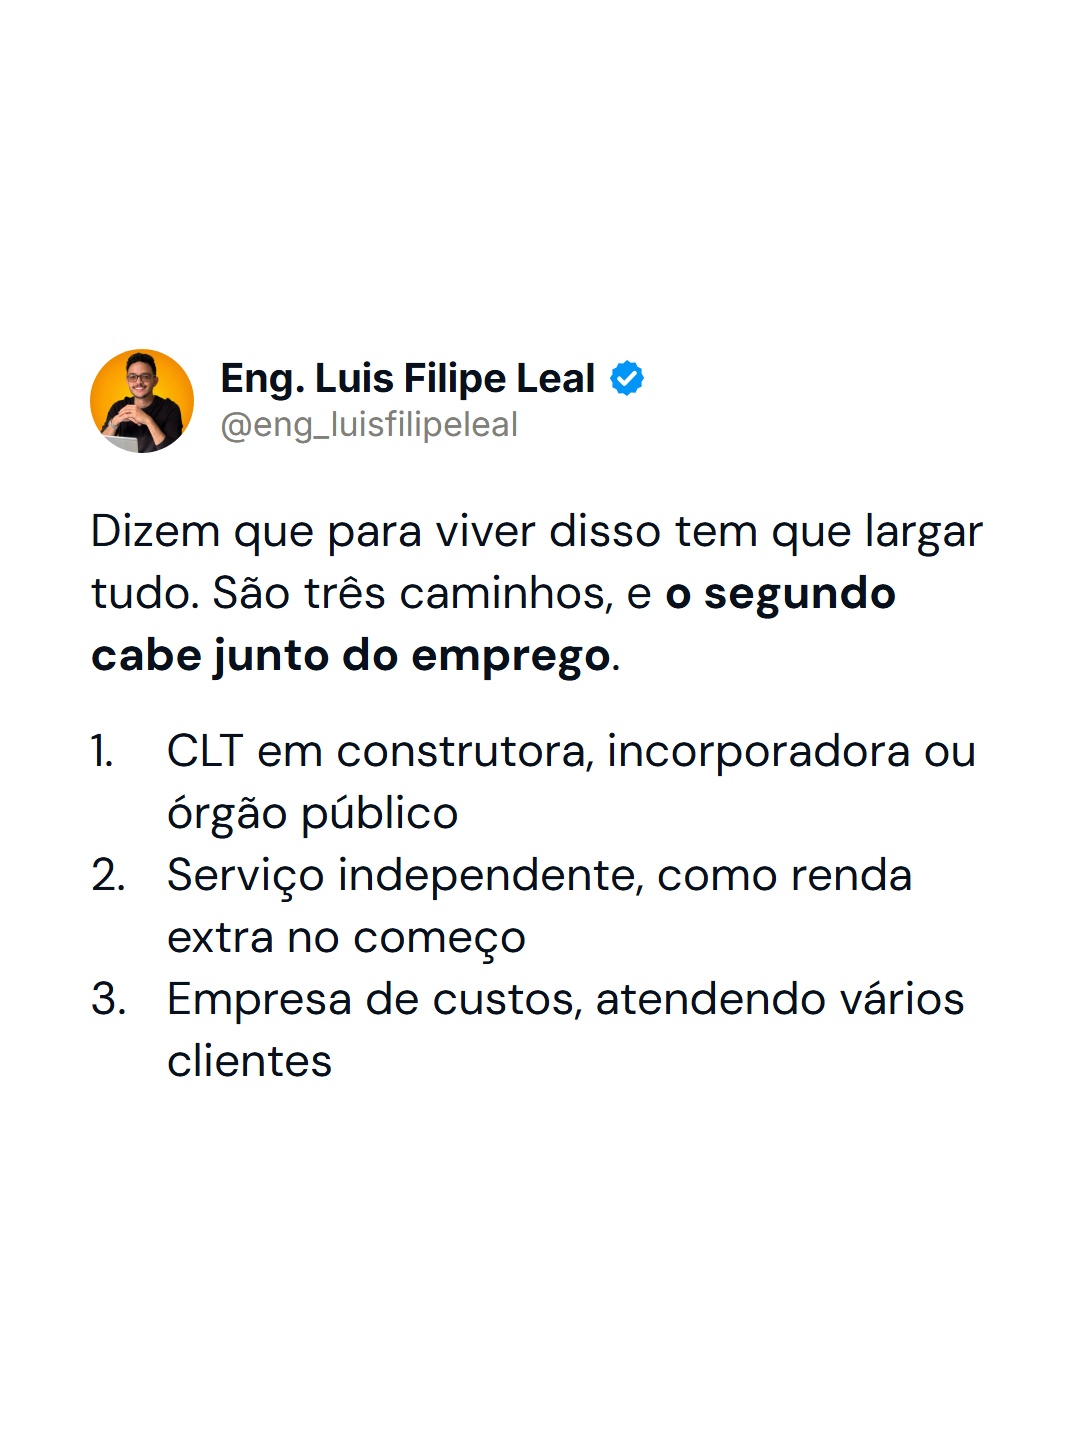 Eng. Luis Filipe Leal
@eng_luisfilipeleal
Dizem que para viver disso tem que largar
tudo. São três caminhos, e o segundo
cabe junto do emprego.
1. CLT em construtora, incorporadora ou
órgão público
2. Serviço independente, como renda
extra no começo
3. Empresa de custos, atendendo vários
clientes